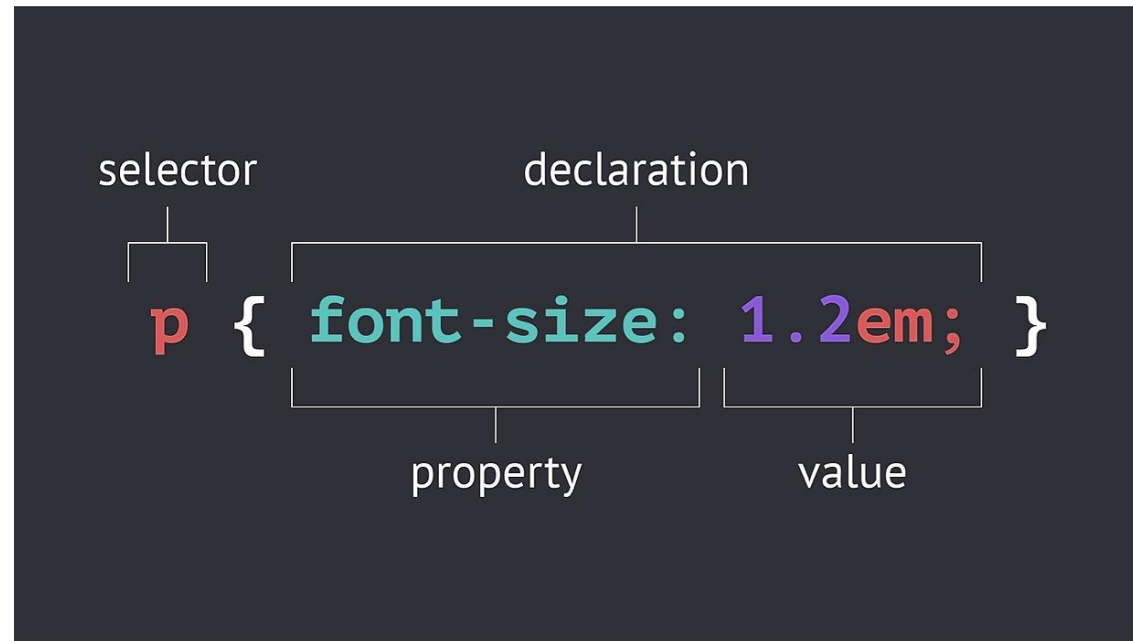 selector declaration
p { font-size: 1.2em; }
property value